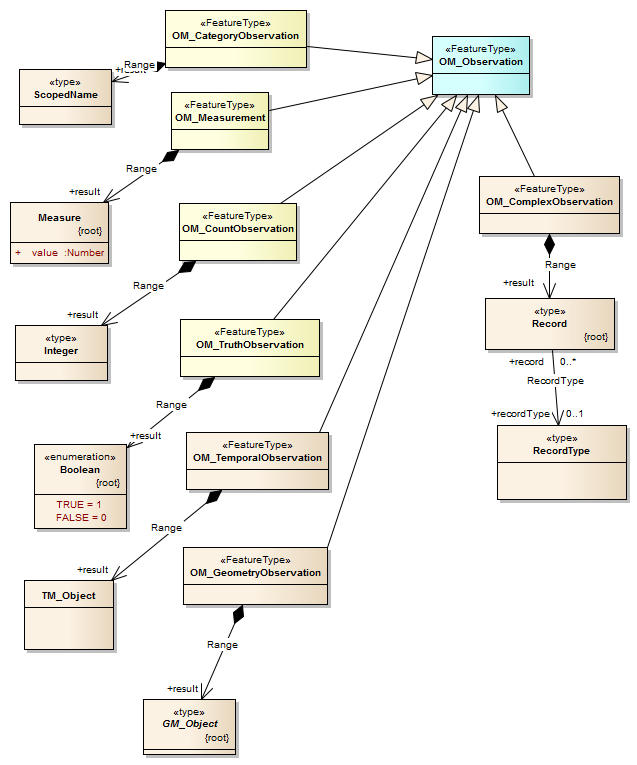 «FeatureType»
OM_CategoryObservation
«FeatureType»
OM_Observation
Range
+result
«type»
ScopedName
«FeatureType»
OM_Measurement
Range
+result
«FeatureType»
OM_ComplexObservation
Measure
{root}
+ value :Number
«FeatureType»
OM_CountObservation
Range
+result
Range
+result
«type»
Record
{root}
«type»
Integer
«FeatureType»
OM_TruthObservation
+record 0..*
RecordType
+recordType 0..1
Range
+result
«type»
RecordType
«enumeration»
Boolean
{root}
TRUE = 1
FALSE = 0
«FeatureType»
OM_TemporalObservation
Range
+result
TM_Object
«FeatureType»
OM_GeometryObservation
Range
+result
«type»
GM_Object
{root}